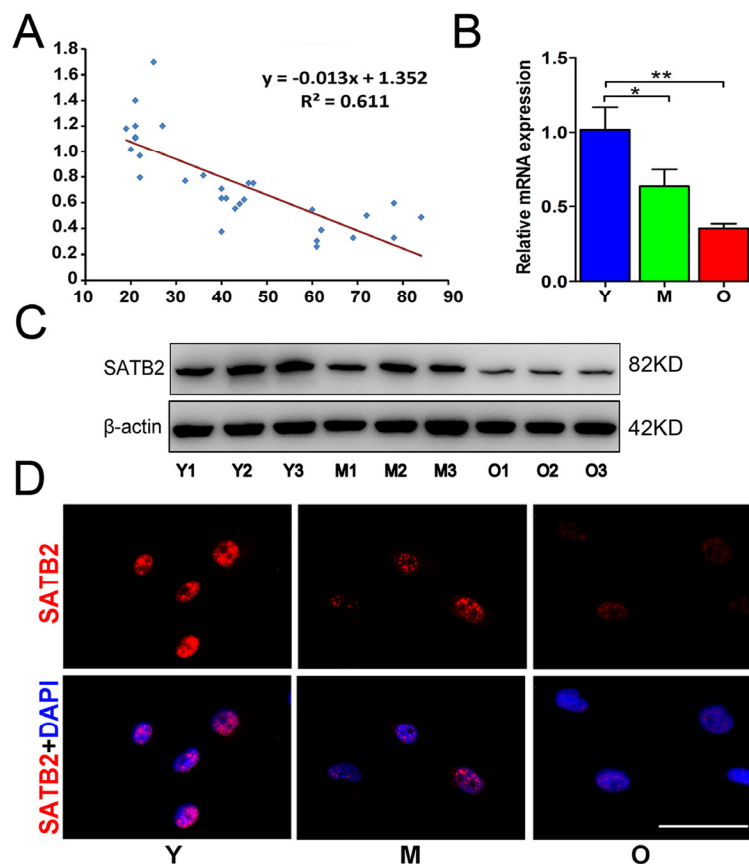 A
B
1.8
1.6
1.4
1.2
1.0
0.8
0.6
0.4
0.2
0
10 20 30 40 50 60 70 80 90
y = -0.013x + 1.352
R² = 0.611
Relative mRNA expression
1.5
1.0
0.5
0.0
**
*
Y M O
C
SATB2 82KD
β-actin 42KD
Y1 Y2 Y3 M1 M2 M3 O1 O2 O3
D
SATB2
SATB2+DAPI
Y M O